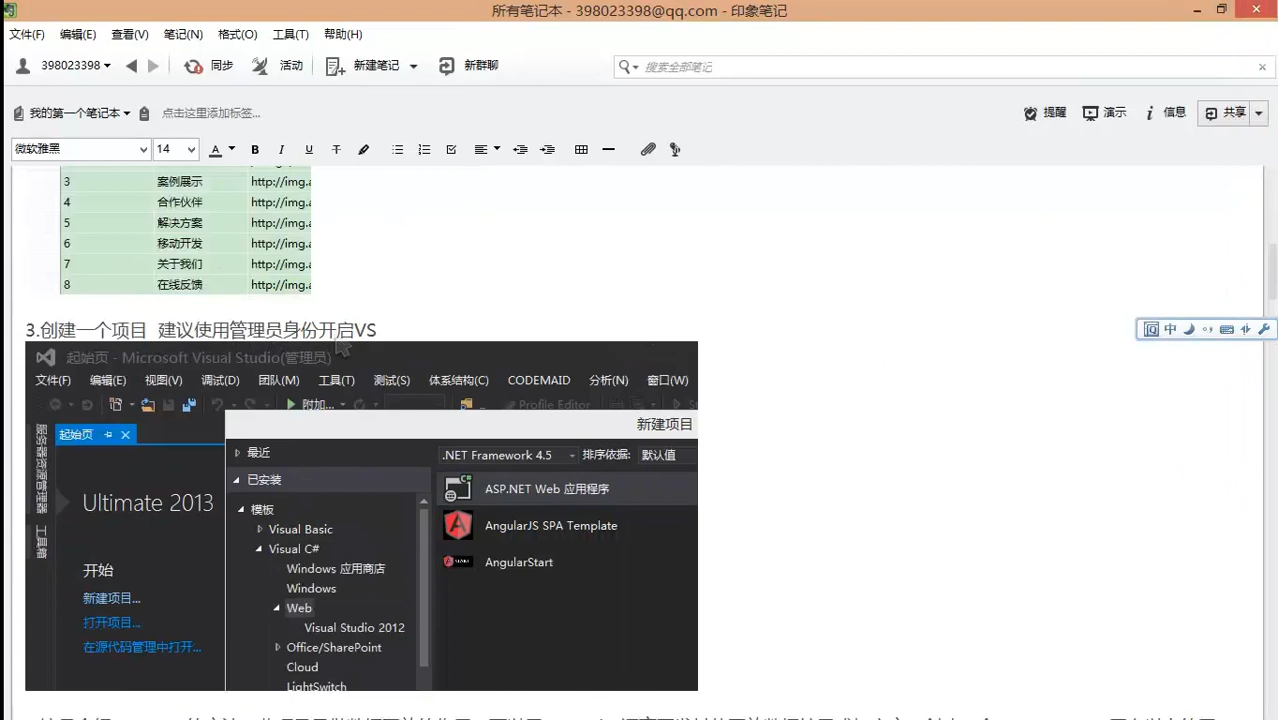 所有笔记本 - 398023398@qq.com - 印象笔记
文件(F) 编辑(E) 查看(V) 笔记(N) 格式(O) 工具(T) 帮助(H)
398023398 同步 活动 新建笔记 新群聊 搜索全部笔记
我的第一个笔记本 点击这里添加标签... 提醒 演示 信息 共享
微软雅黑 14 A B I U T
3 案例展示 http://img.a
4 合作伙伴 http://img.a
5 解决方案 http://img.a
6 移动开发 http://img.a
7 关于我们 http://img.a
8 在线反馈 http://img.a
3.创建一个项目 建议使用管理员身份开启VS
中
起始页 - Microsoft Visual Studio(管理员)
文件(F) 编辑(E) 视图(V) 调试(D) 团队(M) 工具(T) 测试(S) 体系结构(C) CODEMAID 分析(N) 窗口(W)
附加... Profile Editor
服务器资源管理器
工具箱
起始页
新建项目
最近
.NET Framework 4.5 排序依据: 默认值
已安装
模板
Visual Basic
Visual C#
Windows 应用商店
Windows
Web
Visual Studio 2012
Office/SharePoint
Cloud
LightSwitch
ASP.NET Web 应用程序
AngularJS SPA Template
AngularStart
Ultimate 2013
开始
新建项目...
打开项目...
在源代码管理中打开...